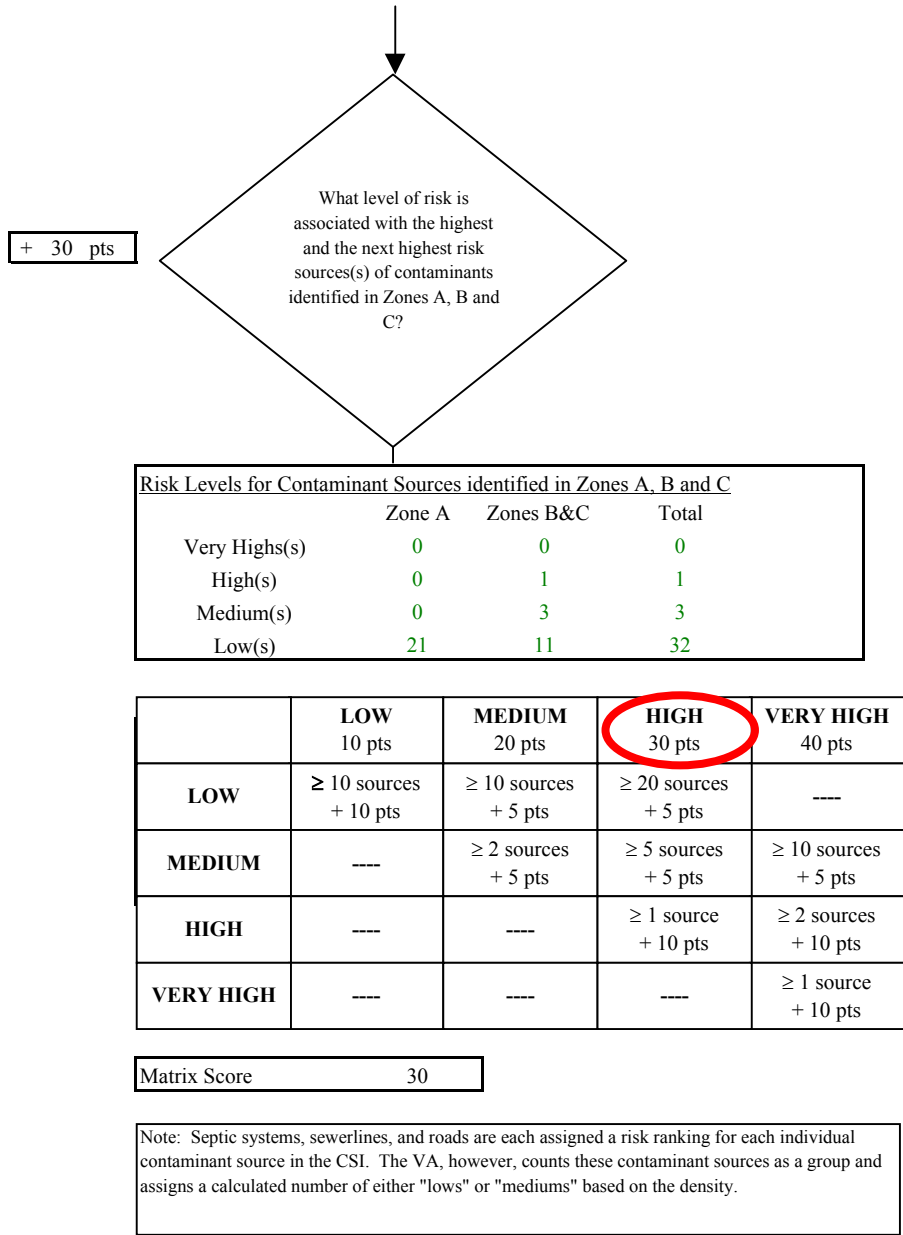 What level of risk is
associated with the highest
and the next highest risk
sources(s) of contaminants
identified in Zones A, B and
C?
+ 30 pts
Risk Levels for Contaminant Sources identified in Zones A, B and C
Zone A Zones B&C Total
Very Highs(s) 0 0 0
High(s) 0 1 1
Medium(s) 0 3 3
Low(s) 21 11 32
LOW MEDIUM HIGH VERY HIGH
10 pts 20 pts 30 pts 40 pts
LOW ≥ 10 sources ≥ 10 sources ≥ 20 sources ----
+ 10 pts + 5 pts + 5 pts
MEDIUM ---- ≥ 2 sources ≥ 5 sources ≥ 10 sources
+ 5 pts + 5 pts + 5 pts
HIGH ---- ---- ≥ 1 source ≥ 2 sources
+ 10 pts + 10 pts
VERY HIGH ---- ---- ---- ≥ 1 source
+ 10 pts
Matrix Score 30
Note: Septic systems, sewerlines, and roads are each assigned a risk ranking for each individual
contaminant source in the CSI. The VA, however, counts these contaminant sources as a group and
assigns a calculated number of either "lows" or "mediums" based on the density.